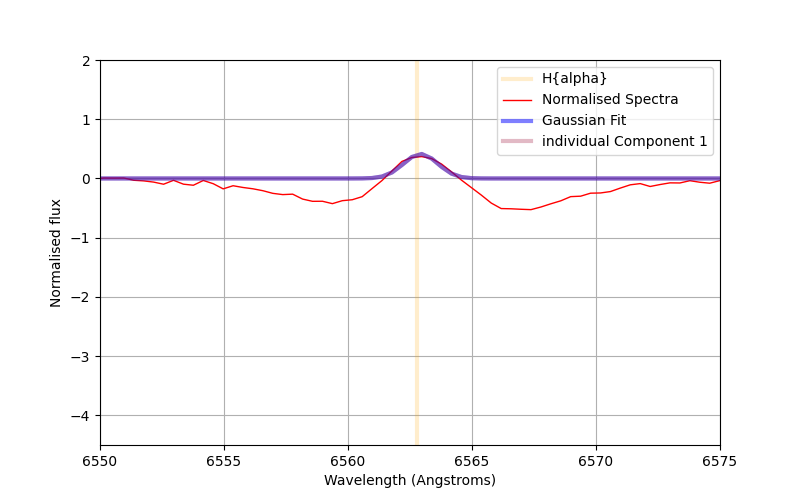 2
1
0
−1
−2
−3
−4
Normalised flux
6550 6555 6560 6565 6570 6575
Wavelength (Angstroms)
H{alpha}
Normalised Spectra
Gaussian Fit
individual Component 1